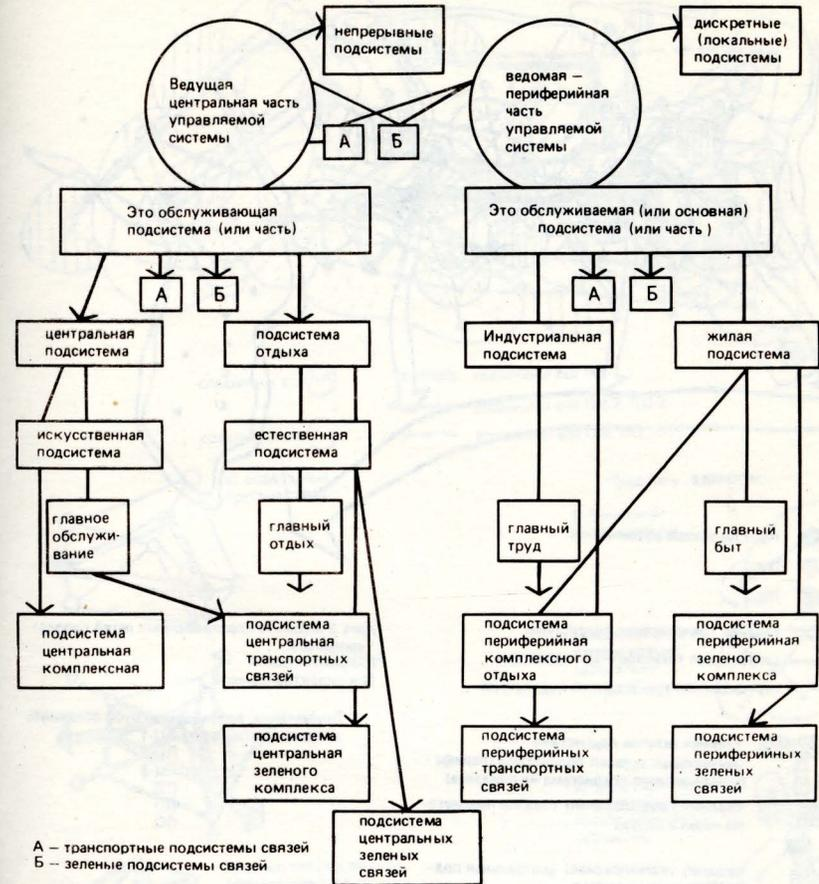 непрерывные
подсистемы
дискретные
(локальные)
подсистемы
Ведущая
центральная часть
управляемой
системы
ведомая –
периферийная
часть
управляемой
системы
А
Б
Это обслуживающая
подсистема (или часть)
Это обслуживаемая (или основная)
подсистема (или часть )
А
Б
А
Б
центральная
подсистема
подсистема
отдыха
Индустриальная
подсистема
жилая
подсистема
искусственная
подсистема
естественная
подсистема
главное
обслужи-
вание
главный
отдых
главный
труд
главный
быт
подсистема
центральная
комплексная
подсистема
центральная
транспортных
связей
подсистема
периферийная
комплексного
отдыха
подсистема
периферийная
зеленого
комплекса
подсистема
центральная
зеленого
комплекса
подсистема
периферийных
транспортных
связей
подсистема
периферийных
зеленых
связей
подсистема
центральных
зеленых
связей
А – транспортные подсистемы связей
Б – зеленые подсистемы связей